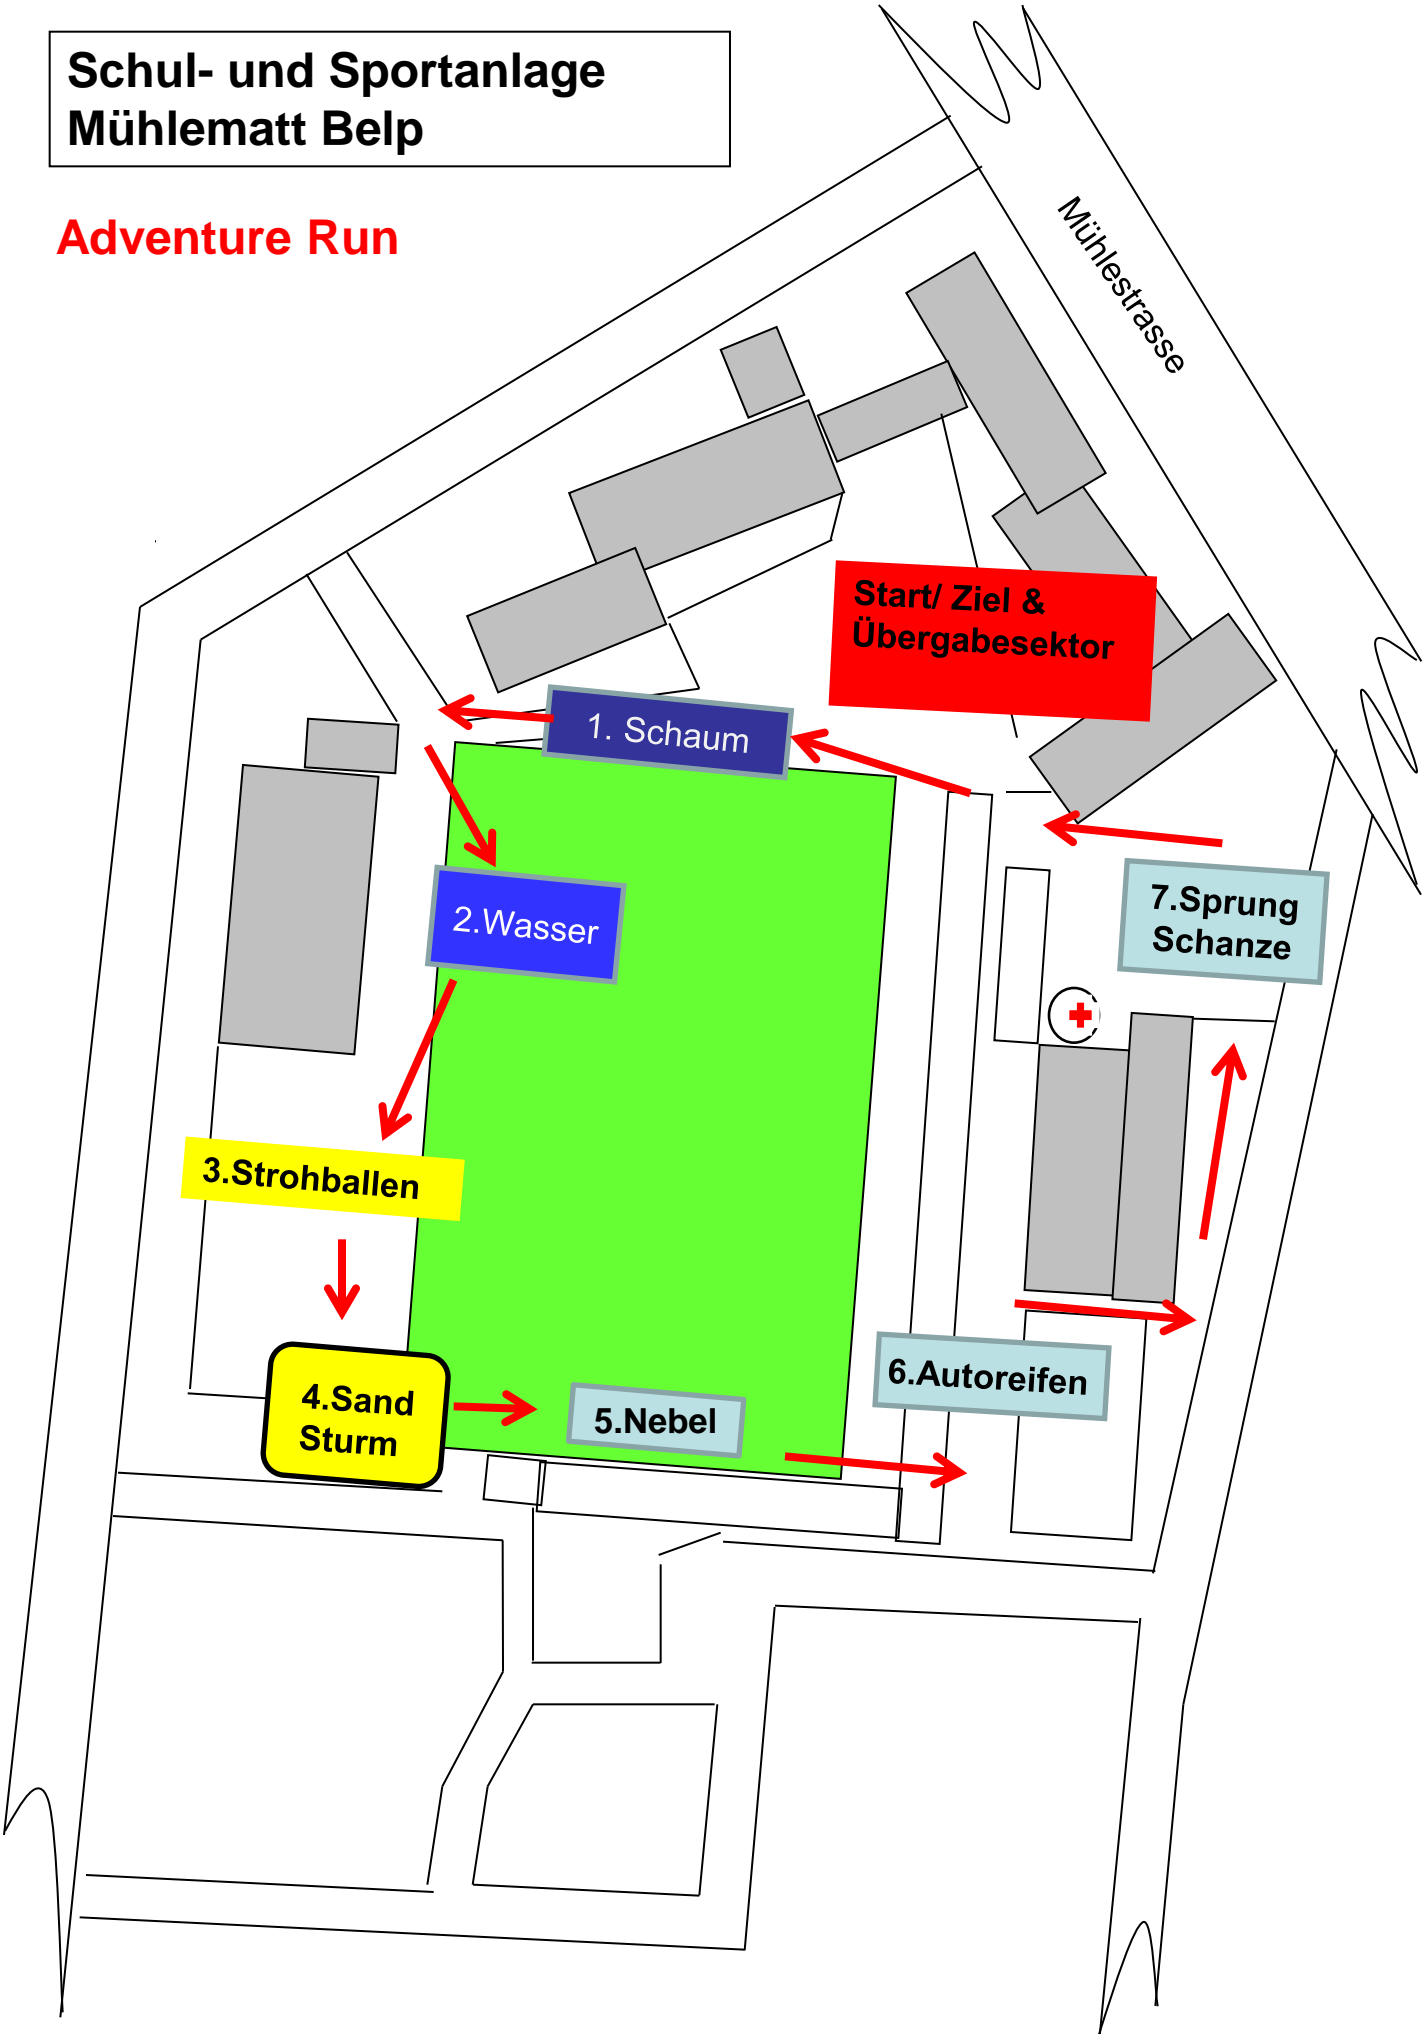 Schul- und Sportanlage
Mühlematt Belp
Adventure Run
Mühlestrasse
Start/ Ziel &
Übergabesektor
1. Schaum
2.Wasser
7.Sprung
Schanze
3.Strohballen
4.Sand
Sturm
5.Nebel
6.Autoreifen